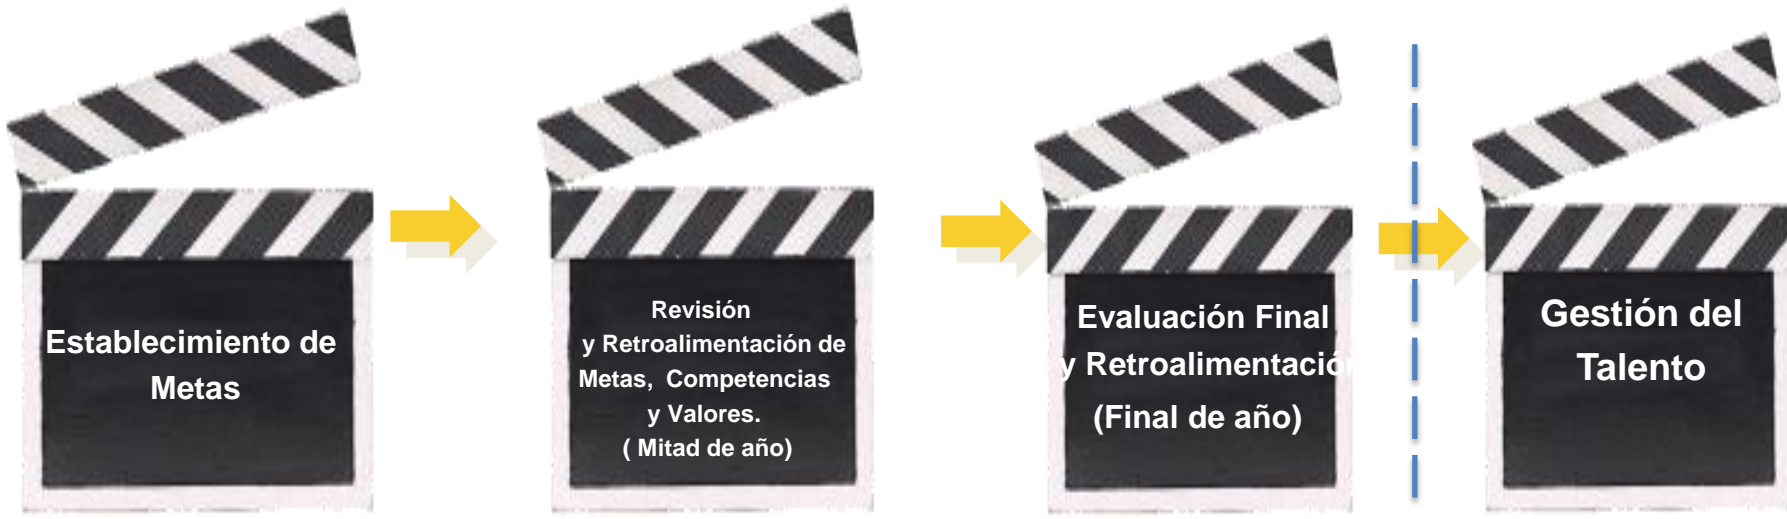 Establecimiento de
Metas
Revisión
y Retroalimentación de
Metas, Competencias
y Valores.
( Mitad de año)
Evaluación Final
y Retroalimentación
(Final de año)
Gestión del
Talento